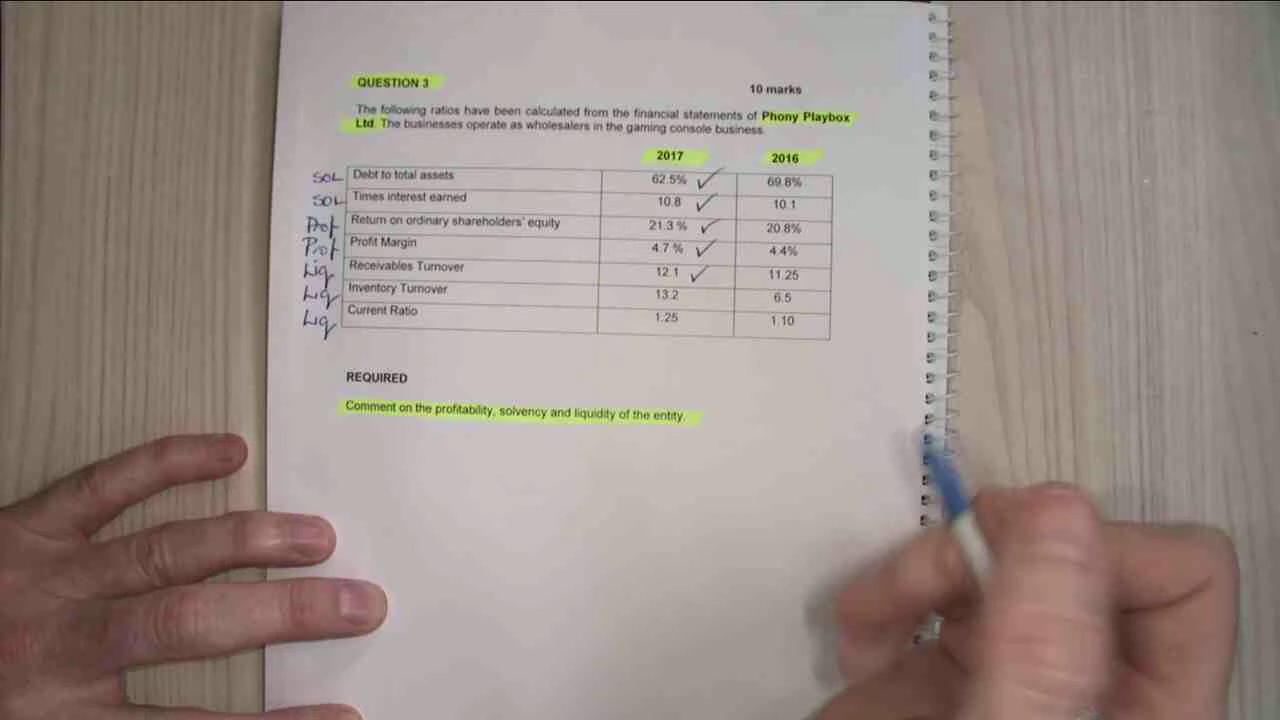 QUESTION 3
10 marks
The following ratios have been calculated from the financial statements of Phony Playbox
Ltd. The businesses operate as wholesalers in the gaming console business.
2017 2016
SOL Debt to total assets 62.5% ✓ 69.8%
SOL Times interest earned 10.8 ✓ 10.1
Prof Return on ordinary shareholders' equity 21.3 % ✓ 20.8%
Prof Profit Margin 4.7 % ✓ 4.4%
Liq Receivables Turnover 12.1 ✓ 11.25
Liq Inventory Turnover 13.2 6.5
Liq Current Ratio 1.25 1.10
REQUIRED
Comment on the profitability, solvency and liquidity of the entity.